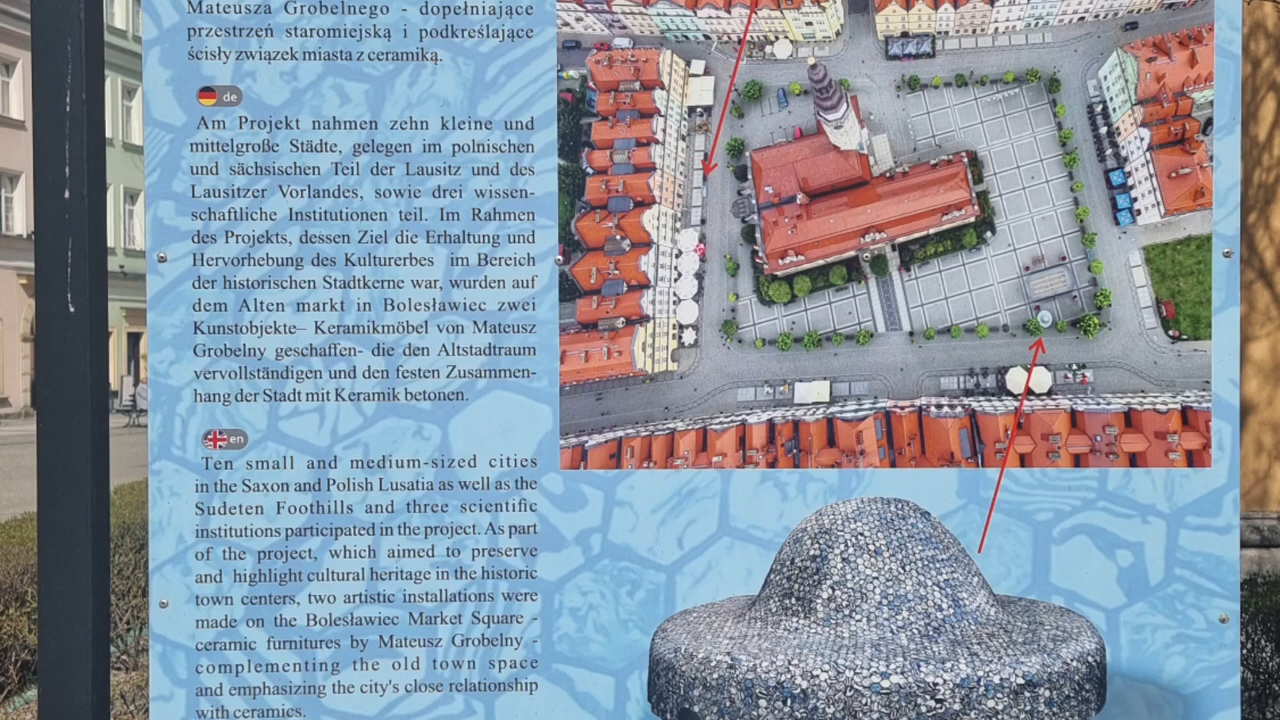 Mateusza Grobelnego - dopełniające
przestrzeń staromiejską i podkreślające
ścisły związek miasta z ceramiką.
de
Am Projekt nahmen zehn kleine und
mittelgroße Städte, gelegen im polnischen
und sächsischen Teil der Lausitz und des
Lausitzer Vorlandes, sowie drei wissen-
schaftliche Institutionen teil. Im Rahmen
des Projekts, dessen Ziel die Erhaltung und
Hervorhebung des Kulturerbes im Bereich
der historischen Stadtkerne war, wurden auf
dem Alten markt in Bolesławiec zwei
Kunstobjekte– Keramikmöbel von Mateusz
Grobelny geschaffen- die den Altstadtraum
vervollständigen und den festen Zusammen-
hang der Stadt mit Keramik betonen.
en
Ten small and medium-sized cities
in the Saxon and Polish Lusatia as well as the
Sudeten Foothills and three scientific
institutions participated in the project. As part
of the project, which aimed to preserve
and highlight cultural heritage in the historic
town centers, two artistic installations were
made on the Bolesławiec Market Square -
ceramic furnitures by Mateusz Grobelny -
complementing the old town space
and emphasizing the city's close relationship
with ceramics.